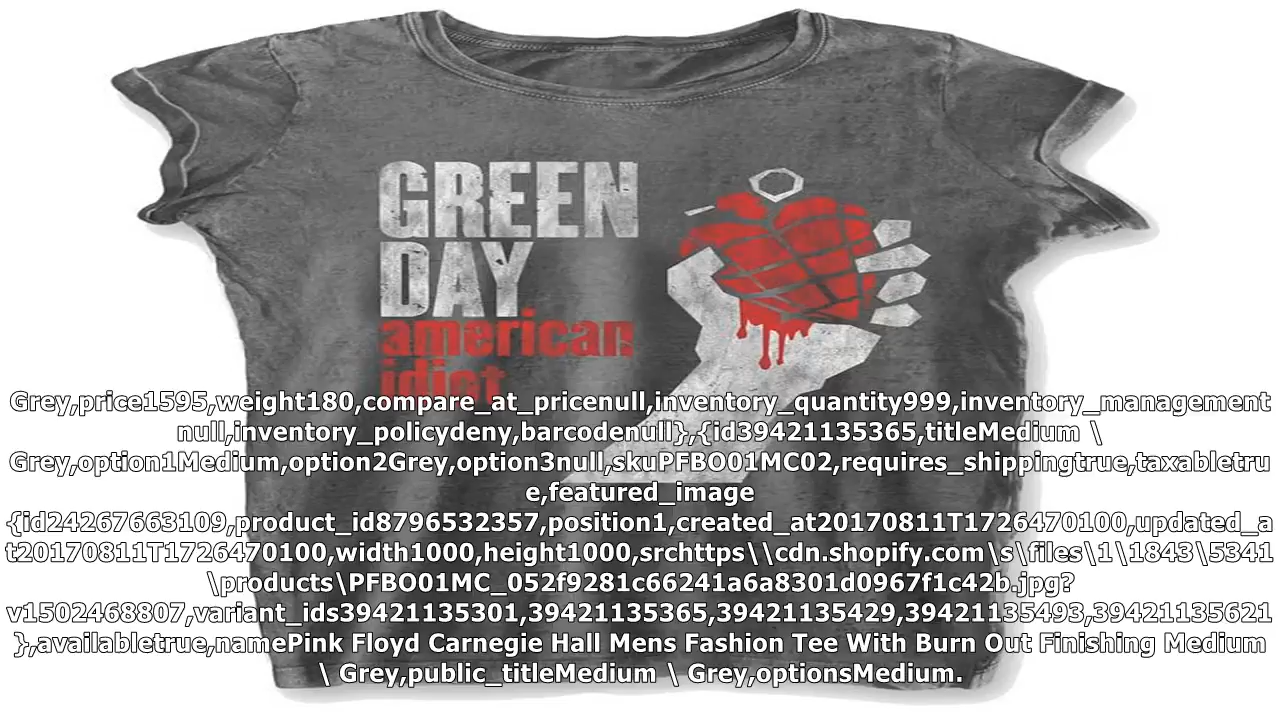 GREEN
DAY
american
idiot
Grey,price1595,weight180,compare_at_pricenull,inventory_quantity999,inventory_management
null,inventory_policydeny,barcodenull},{id39421135365,titleMedium \
Grey,option1Medium,option2Grey,option3null,skuPFBO01MC02,requires_shippingtrue,taxabletru
e,featured_image
{id24267663109,product_id8796532357,position1,created_at20170811T1726470100,updated_a
t20170811T1726470100,width1000,height1000,srchttps\\cdn.shopify.com\s\files\1\1843\5341
\products\PFBO01MC_052f9281c66241a6a8301d0967f1c42b.jpg?
v1502468807,variant_ids39421135301,39421135365,39421135429,39421135493,39421135621
},availabletrue,namePink Floyd Carnegie Hall Mens Fashion Tee With Burn Out Finishing Medium
\ Grey,public_titleMedium \ Grey,optionsMedium.